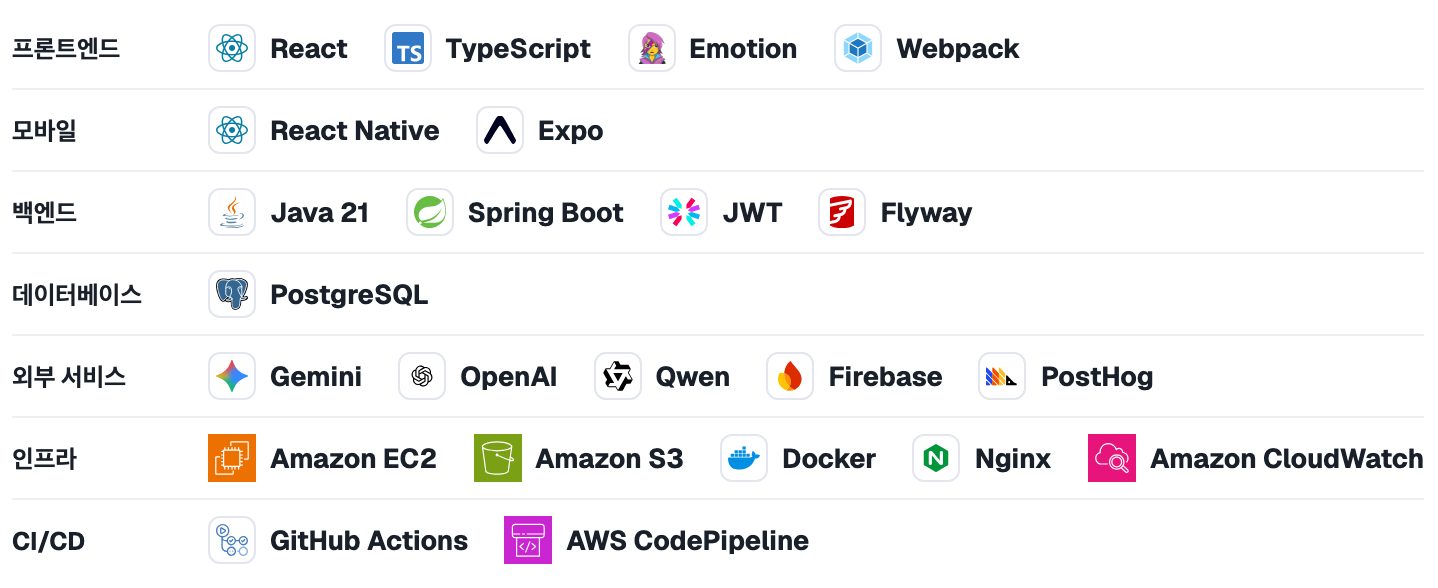 프론트엔드 React TypeScript Emotion Webpack
모바일 React Native Expo
백엔드 Java 21 Spring Boot JWT Flyway
데이터베이스 PostgreSQL
외부 서비스 Gemini OpenAI Qwen Firebase PostHog
인프라 Amazon EC2 Amazon S3 Docker Nginx Amazon CloudWatch
CI/CD GitHub Actions AWS CodePipeline